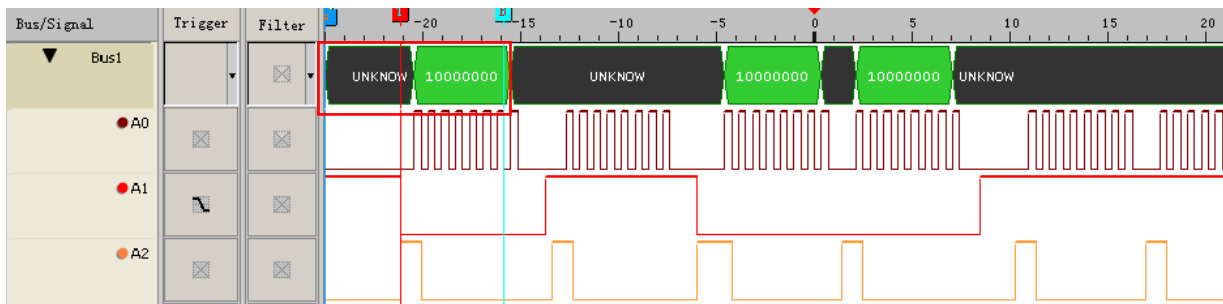 Bus/Signal Trigger Filter T -20 B -15 -10 -5 0 5 10 15 20
Bus1 UNKNOW 10000000 UNKNOW 10000000 10000000 UNKNOW
A0
A1
A2